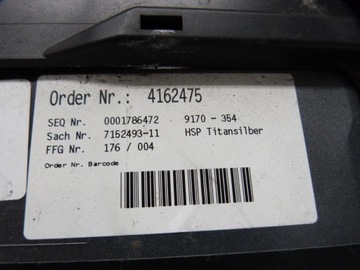 Order Nr.: 4162475
SEQ Nr. 0001786472 9170 - 354
Sach Nr. 7152493-11 HSP Titansilber
FFG Nr. 176 / 004
Order Nr. Barcode